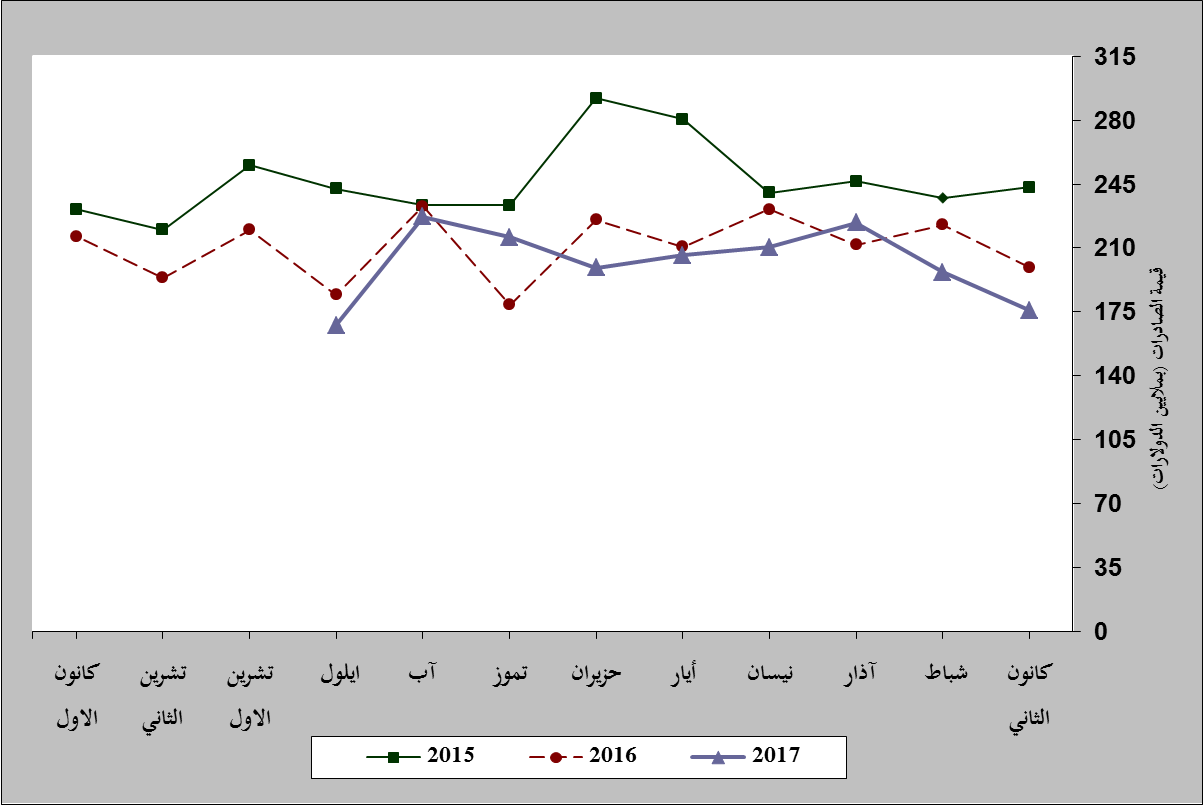 315
280
245
210
175
140
105
70
35
0
قيمة الصادرات (بملايين الدولارات)
كانون الثاني
شباط
آذار
نيسان
أيار
حزيران
تموز
آب
ايلول
تشرين الاول
تشرين الثاني
كانون الاول
2015
2016
2017